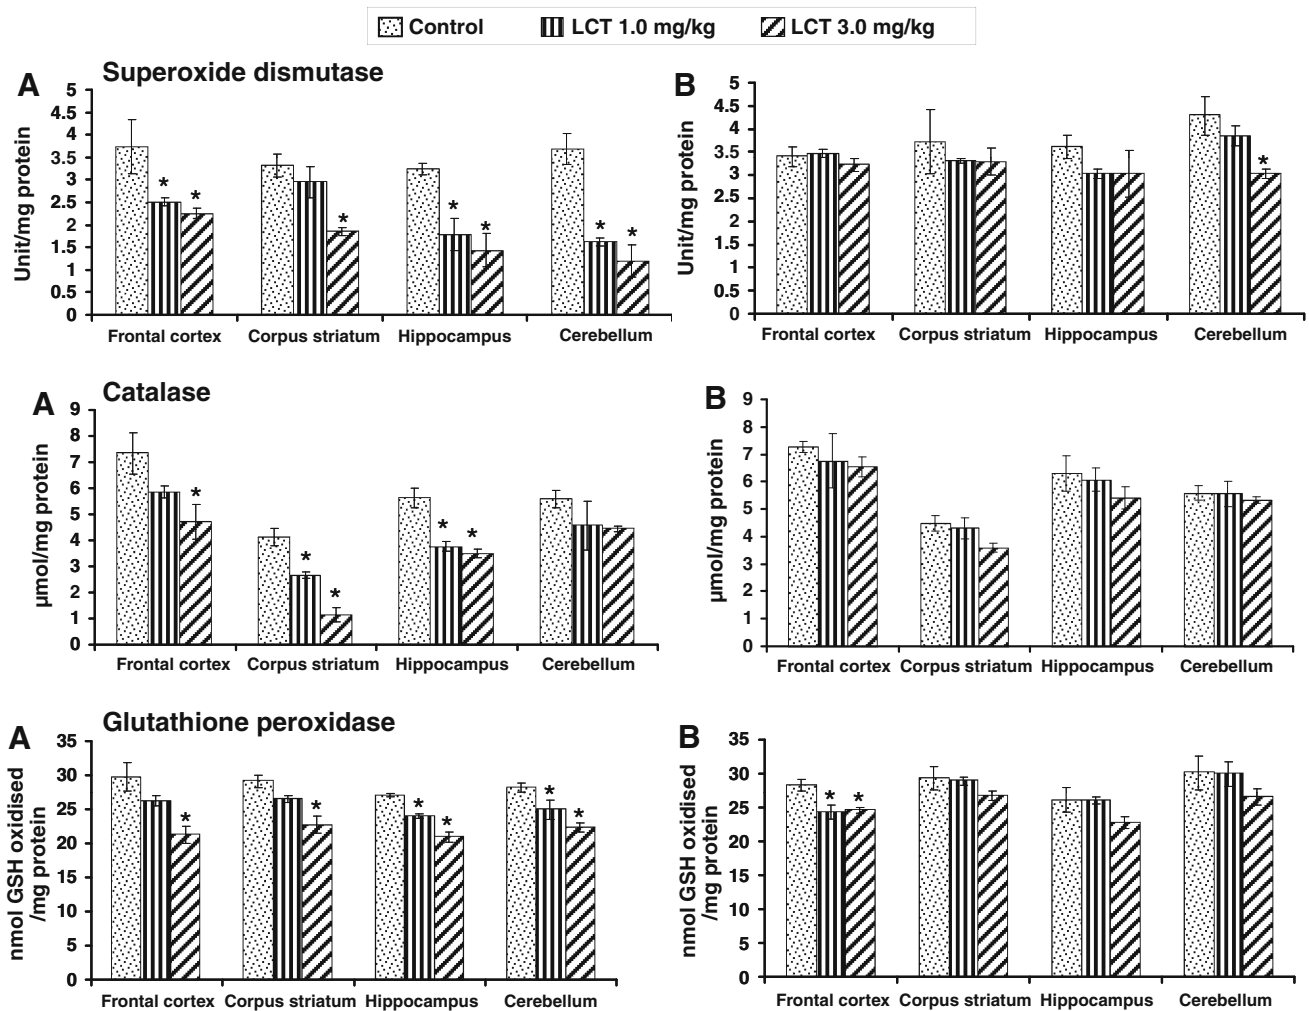 Control LCT 1.0 mg/kg LCT 3.0 mg/kg
A Superoxide dismutase
Unit/mg protein
5
4.5
4
3.5
3
2.5
2
1.5
1
0.5
0
* * * * * * *
Frontal cortex Corpus striatum Hippocampus Cerebellum
B
Unit/mg protein
5
4.5
4
3.5
3
2.5
2
1.5
1
0.5
0
*
Frontal cortex Corpus striatum Hippocampus Cerebellum
A Catalase
µmol/mg protein
9
8
7
6
5
4
3
2
1
0
* * * * *
Frontal cortex Corpus striatum Hippocampus Cerebellum
B
µmol/mg protein
9
8
7
6
5
4
3
2
1
0
Frontal cortex Corpus striatum Hippocampus Cerebellum
A Glutathione peroxidase
nmol GSH oxidised
/mg protein
35
30
25
20
15
10
5
0
* * * * * *
Frontal cortex Corpus striatum Hippocampus Cerebellum
B
nmol GSH oxidised
/mg protein
35
30
25
20
15
10
5
0
* *
Frontal cortex Corpus striatum Hippocampus Cerebellum